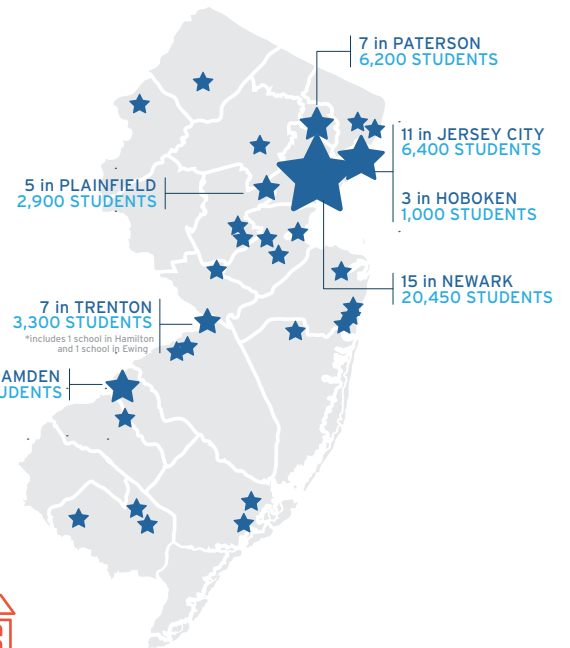 7 in PATERSON
6,200 STUDENTS
11 in JERSEY CITY
6,400 STUDENTS
5 in PLAINFIELD
2,900 STUDENTS
3 in HOBOKEN
1,000 STUDENTS
15 in NEWARK
20,450 STUDENTS
7 in TRENTON
3,300 STUDENTS
*includes 1 school in Hamilton
and 1 school in Ewing
AMDEN
UDENTS